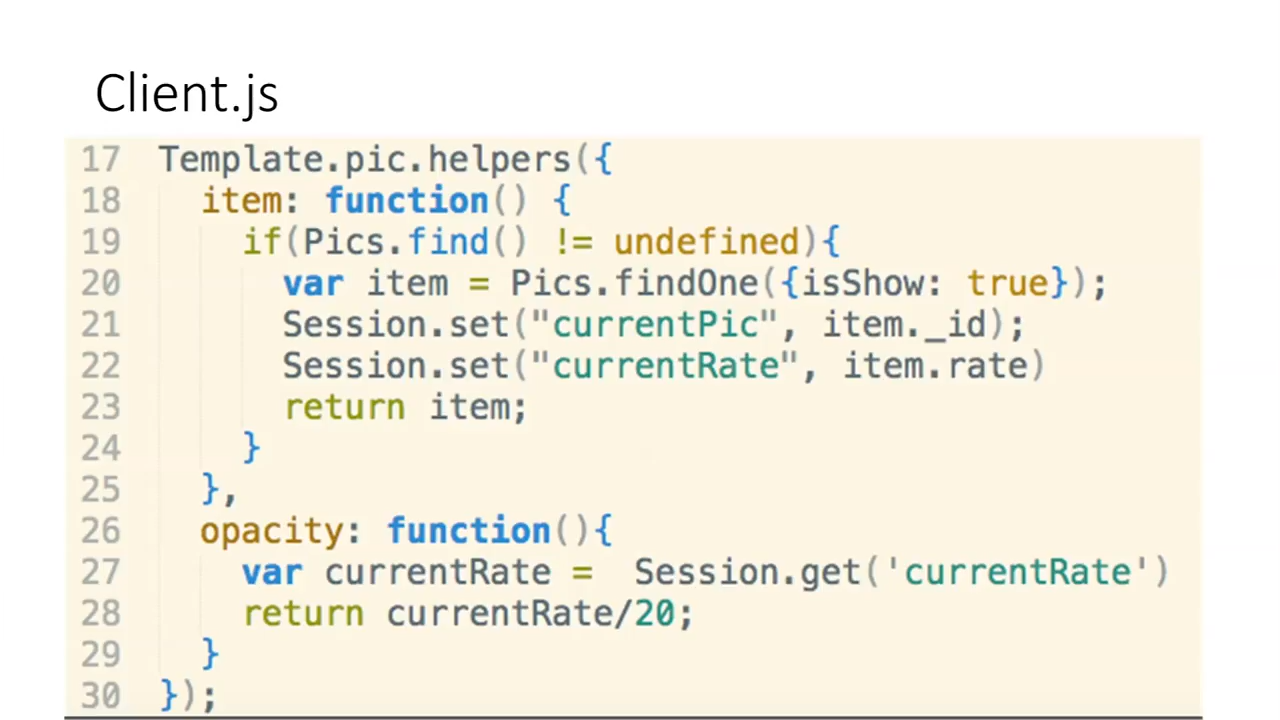 Client.js
17 Template.pic.helpers({
18 item: function() {
19 if(Pics.find() != undefined){
20 var item = Pics.findOne({isShow: true});
21 Session.set("currentPic", item._id);
22 Session.set("currentRate", item.rate)
23 return item;
24 }
25 },
26 opacity: function(){
27 var currentRate =  Session.get('currentRate')
28 return currentRate/20;
29 }
30 });